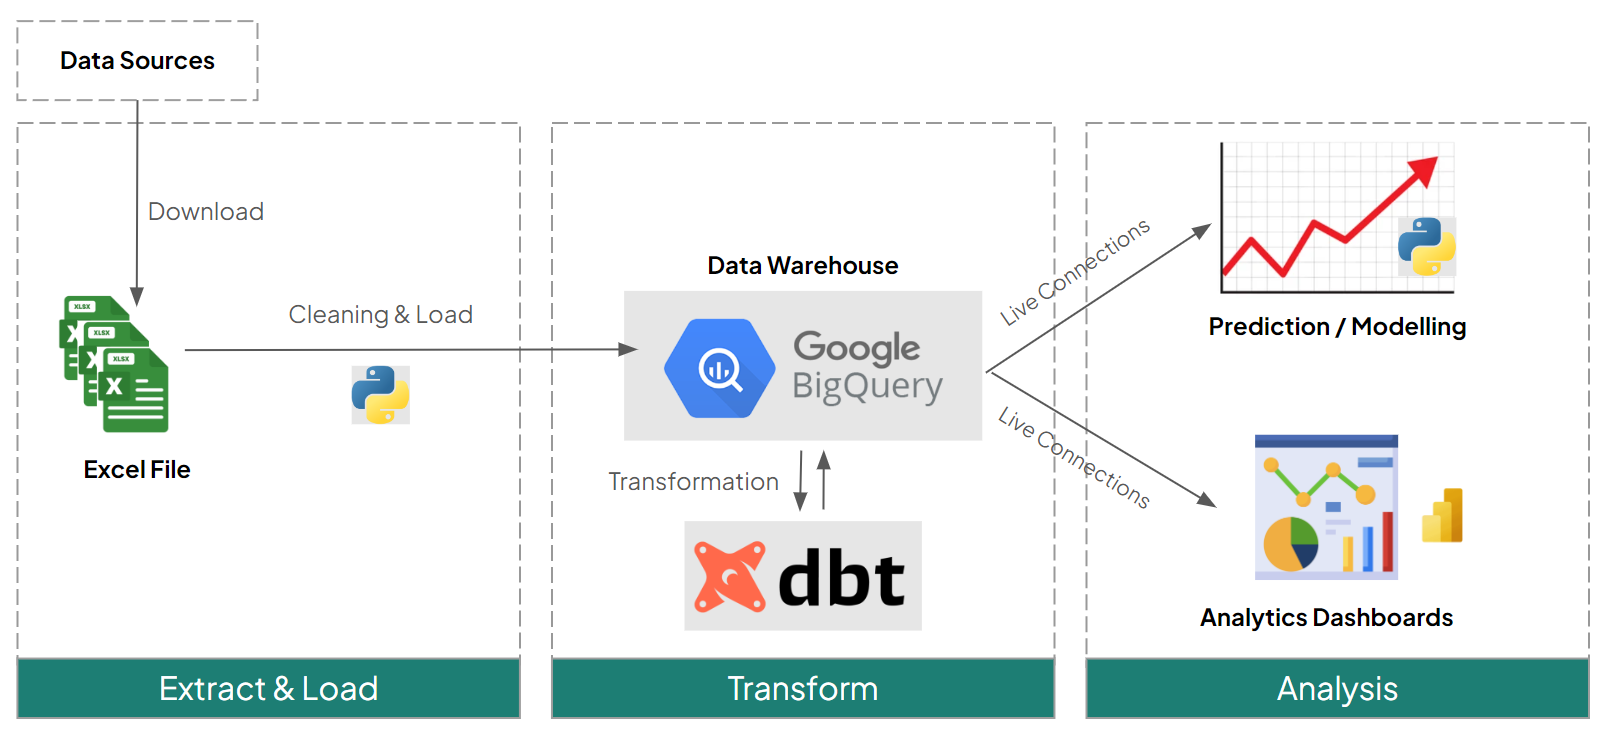 Data Sources
Download
XLSX
X
XLSX
X
XLSX
X
Excel File
Cleaning & Load
Data Warehouse
Google
BigQuery
Transformation
dbt
Live Connections
Live Connections
Prediction / Modelling
Analytics Dashboards
Extract & Load
Transform
Analysis